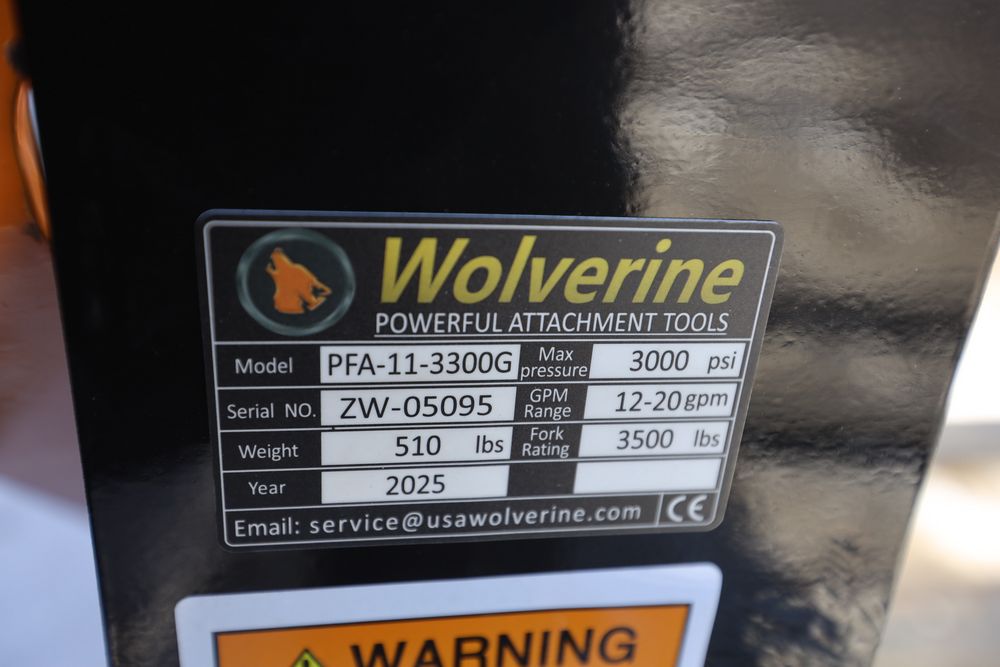 Wolverine
POWERFUL ATTACHMENT TOOLS
Model PFA-11-3300G Max pressure 3000 psi
Serial NO. ZW-05095 GPM Range 12-20 gpm
Weight 510 lbs Fork Rating 3500 lbs
Year 2025
Email: service@usawolverine.com CE
WARNING